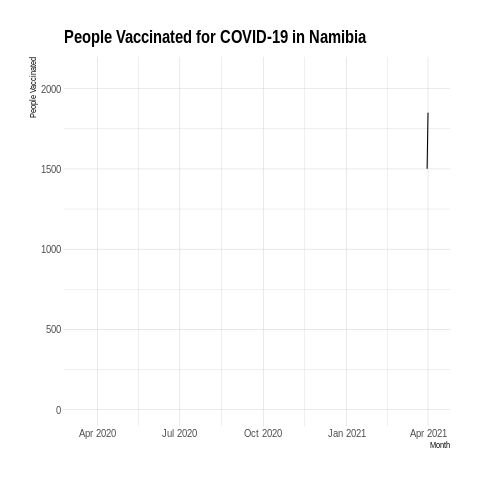 People Vaccinated for COVID-19 in Namibia
People Vaccinated
2000
1500
1000
500
0
Apr 2020 Jul 2020 Oct 2020 Jan 2021 Apr 2021
Month